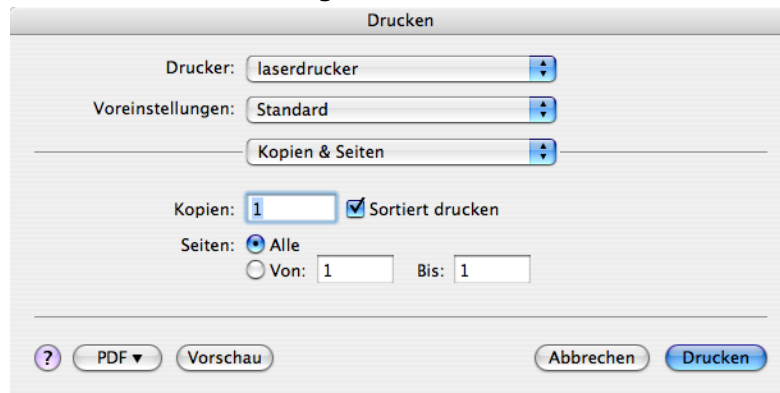 Drucken
Drucker: laserdrucker
Voreinstellungen: Standard
Kopien & Seiten
Kopien: 1 Sortiert drucken
Seiten: Alle
Von: 1 Bis: 1
? PDF ▼ Vorschau Abbrechen Drucken